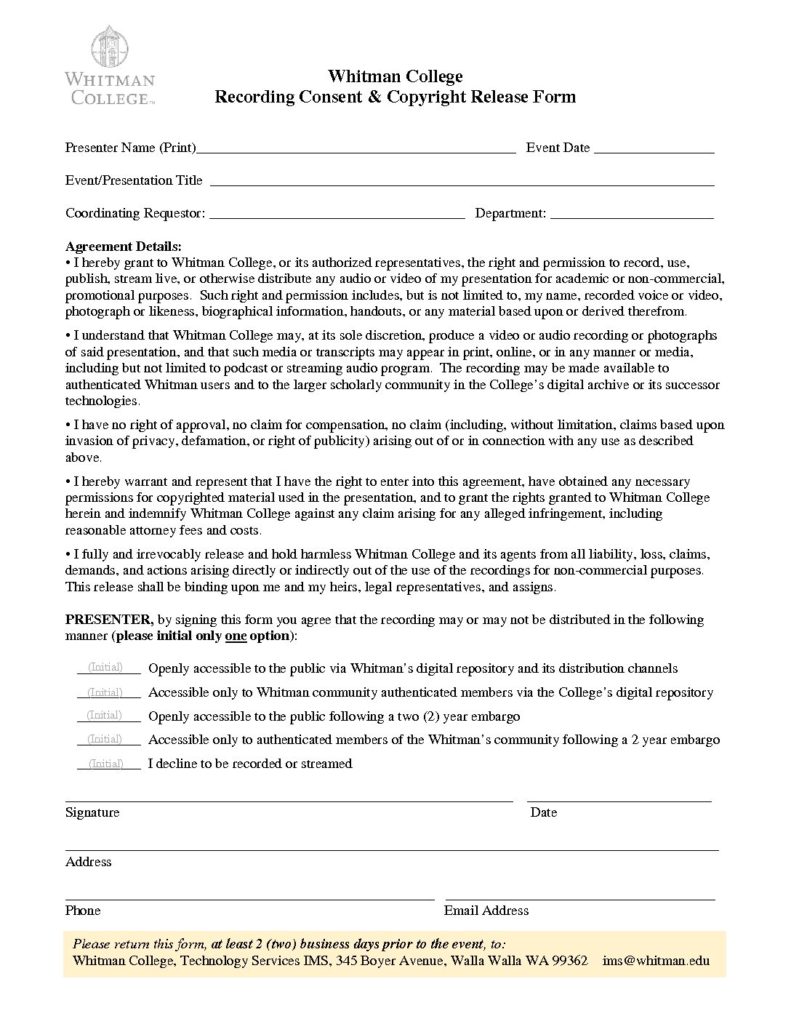 WHITMAN
COLLEGE
Whitman College
Recording Consent & Copyright Release Form
Presenter Name (Print)____ Event Date ____
Event/Presentation Title ____
Coordinating Requestor: ____ Department: ____
Agreement Details:
• I hereby grant to Whitman College, or its authorized representatives, the right and permission to record, use,
publish, stream live, or otherwise distribute any audio or video of my presentation for academic or non-commercial,
promotional purposes.  Such right and permission includes, but is not limited to, my name, recorded voice or video,
photograph or likeness, biographical information, handouts, or any material based upon or derived therefrom.
• I understand that Whitman College may, at its sole discretion, produce a video or audio recording or photographs
of said presentation, and that such media or transcripts may appear in print, online, or in any manner or media,
including but not limited to podcast or streaming audio program.  The recording may be made available to
authenticated Whitman users and to the larger scholarly community in the College’s digital archive or its successor
technologies.
• I have no right of approval, no claim for compensation, no claim (including, without limitation, claims based upon
invasion of privacy, defamation, or right of publicity) arising out of or in connection with any use as described
above.
• I hereby warrant and represent that I have the right to enter into this agreement, have obtained any necessary
permissions for copyrighted material used in the presentation, and to grant the rights granted to Whitman College
herein and indemnify Whitman College against any claim arising for any alleged infringement, including
reasonable attorney fees and costs.
• I fully and irrevocably release and hold harmless Whitman College and its agents from all liability, loss, claims,
demands, and actions arising directly or indirectly out of the use of the recordings for non-commercial purposes.
This release shall be binding upon me and my heirs, legal representatives, and assigns.
PRESENTER, by signing this form you agree that the recording may or may not be distributed in the following
manner (please initial only one option):
(Initial) Openly accessible to the public via Whitman’s digital repository and its distribution channels
(Initial) Accessible only to Whitman community authenticated members via the College’s digital repository
(Initial) Openly accessible to the public following a two (2) year embargo
(Initial) Accessible only to authenticated members of the Whitman’s community following a 2 year embargo
(Initial) I decline to be recorded or streamed
Signature Date
Address
Phone Email Address
Please return this form, at least 2 (two) business days prior to the event, to:
Whitman College, Technology Services IMS, 345 Boyer Avenue, Walla Walla WA 99362 ims@whitman.edu